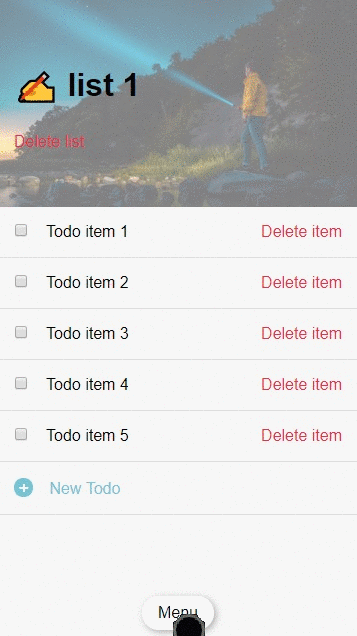 ✍ list 1
Delete list
Todo item 1 Delete item
Todo item 2 Delete item
Todo item 3 Delete item
Todo item 4 Delete item
Todo item 5 Delete item
New Todo
Menu